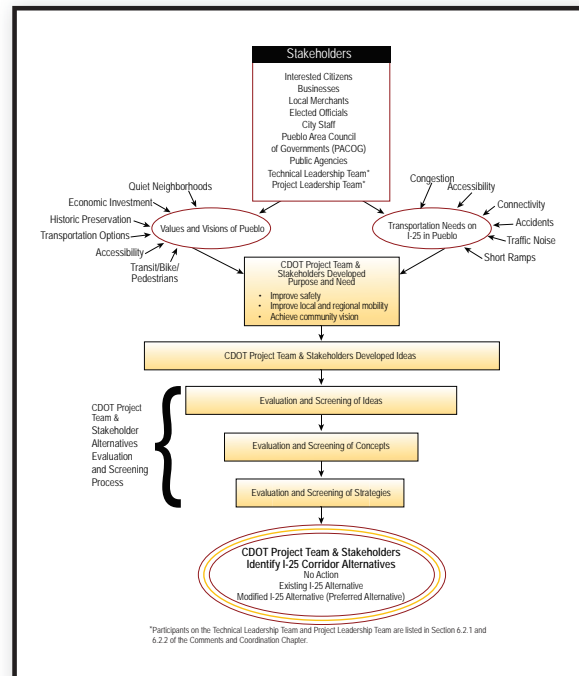 Stakeholders
Interested Citizens
Businesses
Local Merchants
Elected Officials
City Staff
Pueblo Area Council
of Governments (PACOG)
Public Agencies
Technical Leadership Team*
Project Leadership Team*
Quiet Neighborhoods
Economic Investment
Historic Preservation
Transportation Options
Accessibility
Transit/Bike/
Pedestrians
Values and Visions of Pueblo
Congestion
Accessibility
Connectivity
Accidents
Traffic Noise
Short Ramps
Transportation Needs on
I-25 in Pueblo
CDOT Project Team &
Stakeholders Developed
Purpose and Need
• Improve safety
• Improve local and regional mobility
• Achieve community vision
CDOT Project Team & Stakeholders Developed Ideas
CDOT Project
Team &
Stakeholder
Alternatives
Evaluation
and Screening
Process
Evaluation and Screening of Ideas
Evaluation and Screening of Concepts
Evaluation and Screening of Strategies
CDOT Project Team & Stakeholders
Identify I-25 Corridor Alternatives
No Action
Existing I-25 Alternative
Modified I-25 Alternative (Preferred Alternative)
*Participants on the Technical Leadership Team and Project Leadership Team are listed in Section 6.2.1 and
6.2.2 of the Comments and Coordination Chapter.